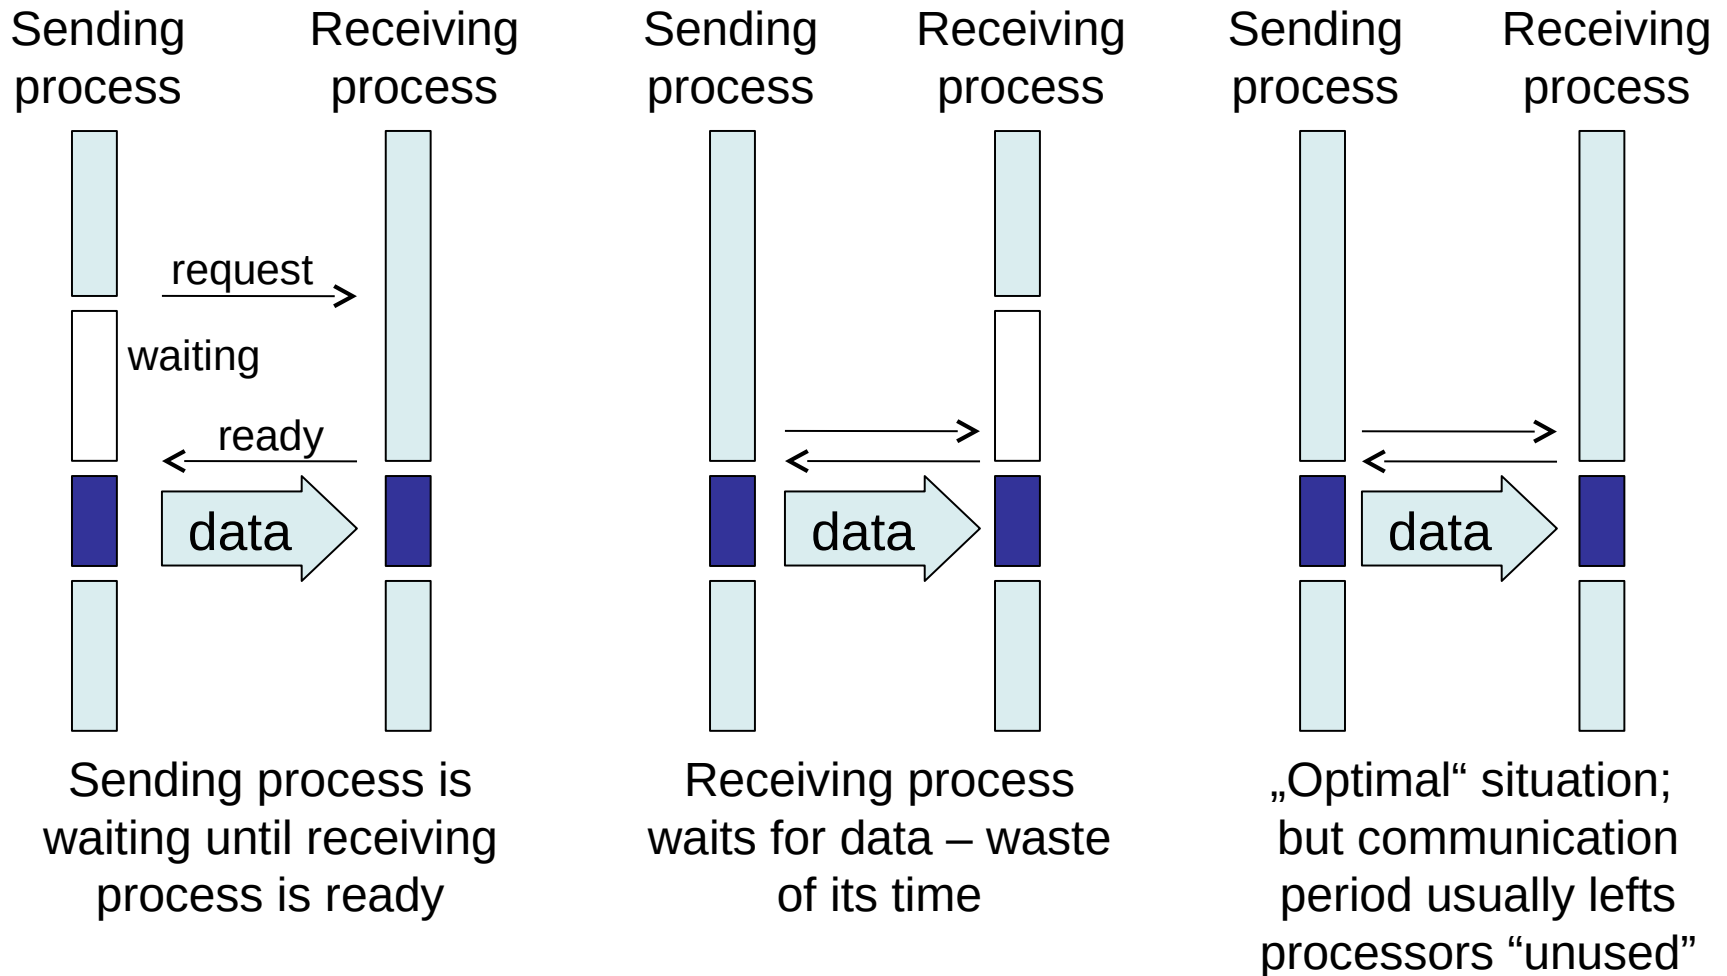 Sending
process
Receiving
process
request
waiting
ready
data
Sending process is
waiting until receiving
process is ready
Sending
process
Receiving
process
data
Receiving process
waits for data – waste
of its time
Sending
process
Receiving
process
data
„Optimal“ situation;
but communication
period usually lefts
processors “unused”